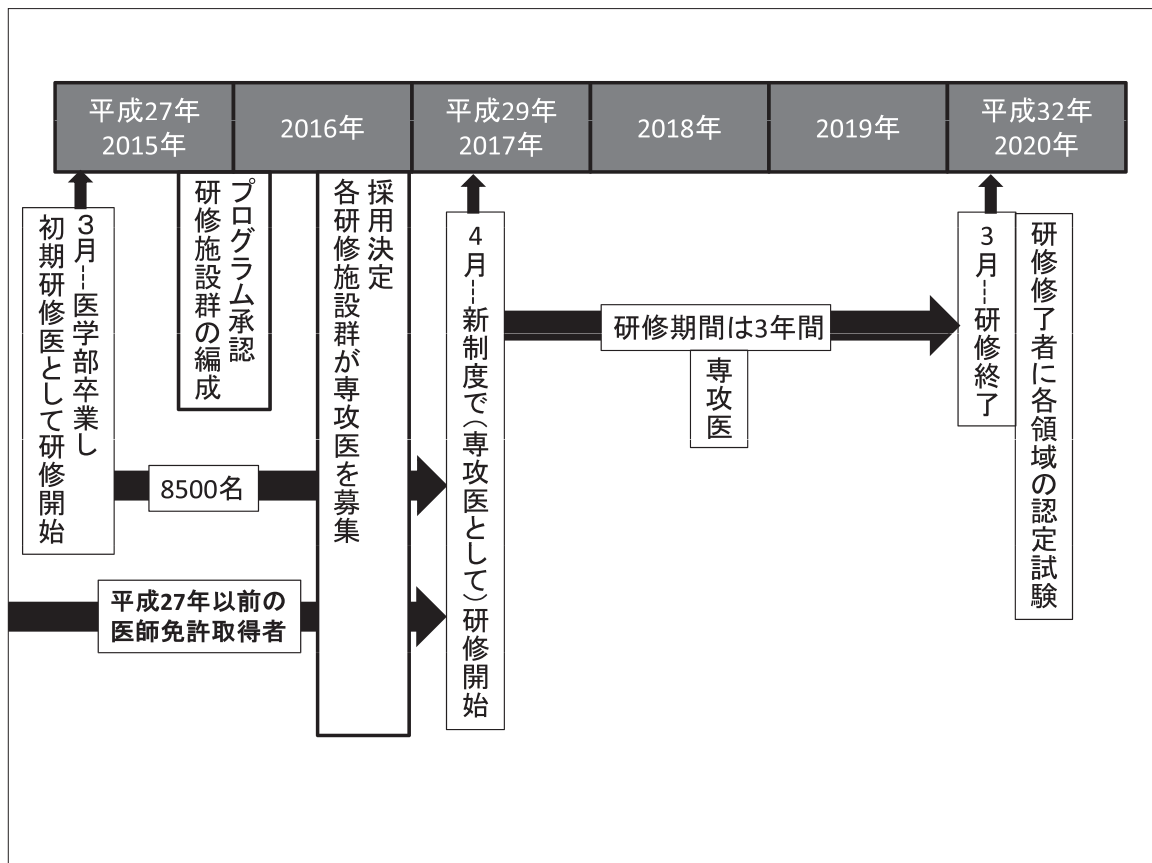 平成27年
2015年
2016年
平成29年
2017年
2018年
2019年
平成32年
2020年
3月---医学部卒業し
初期研修医として研修開始
プログラム承認
研修施設群の編成
採用決定
各研修施設群が専攻医を募集
4月---新制度で(専攻医として)研修開始
研修期間は3年間
専攻医
3月---研修終了
研修修了者に各領域の認定試験
8500名
平成27年以前の
医師免許取得者